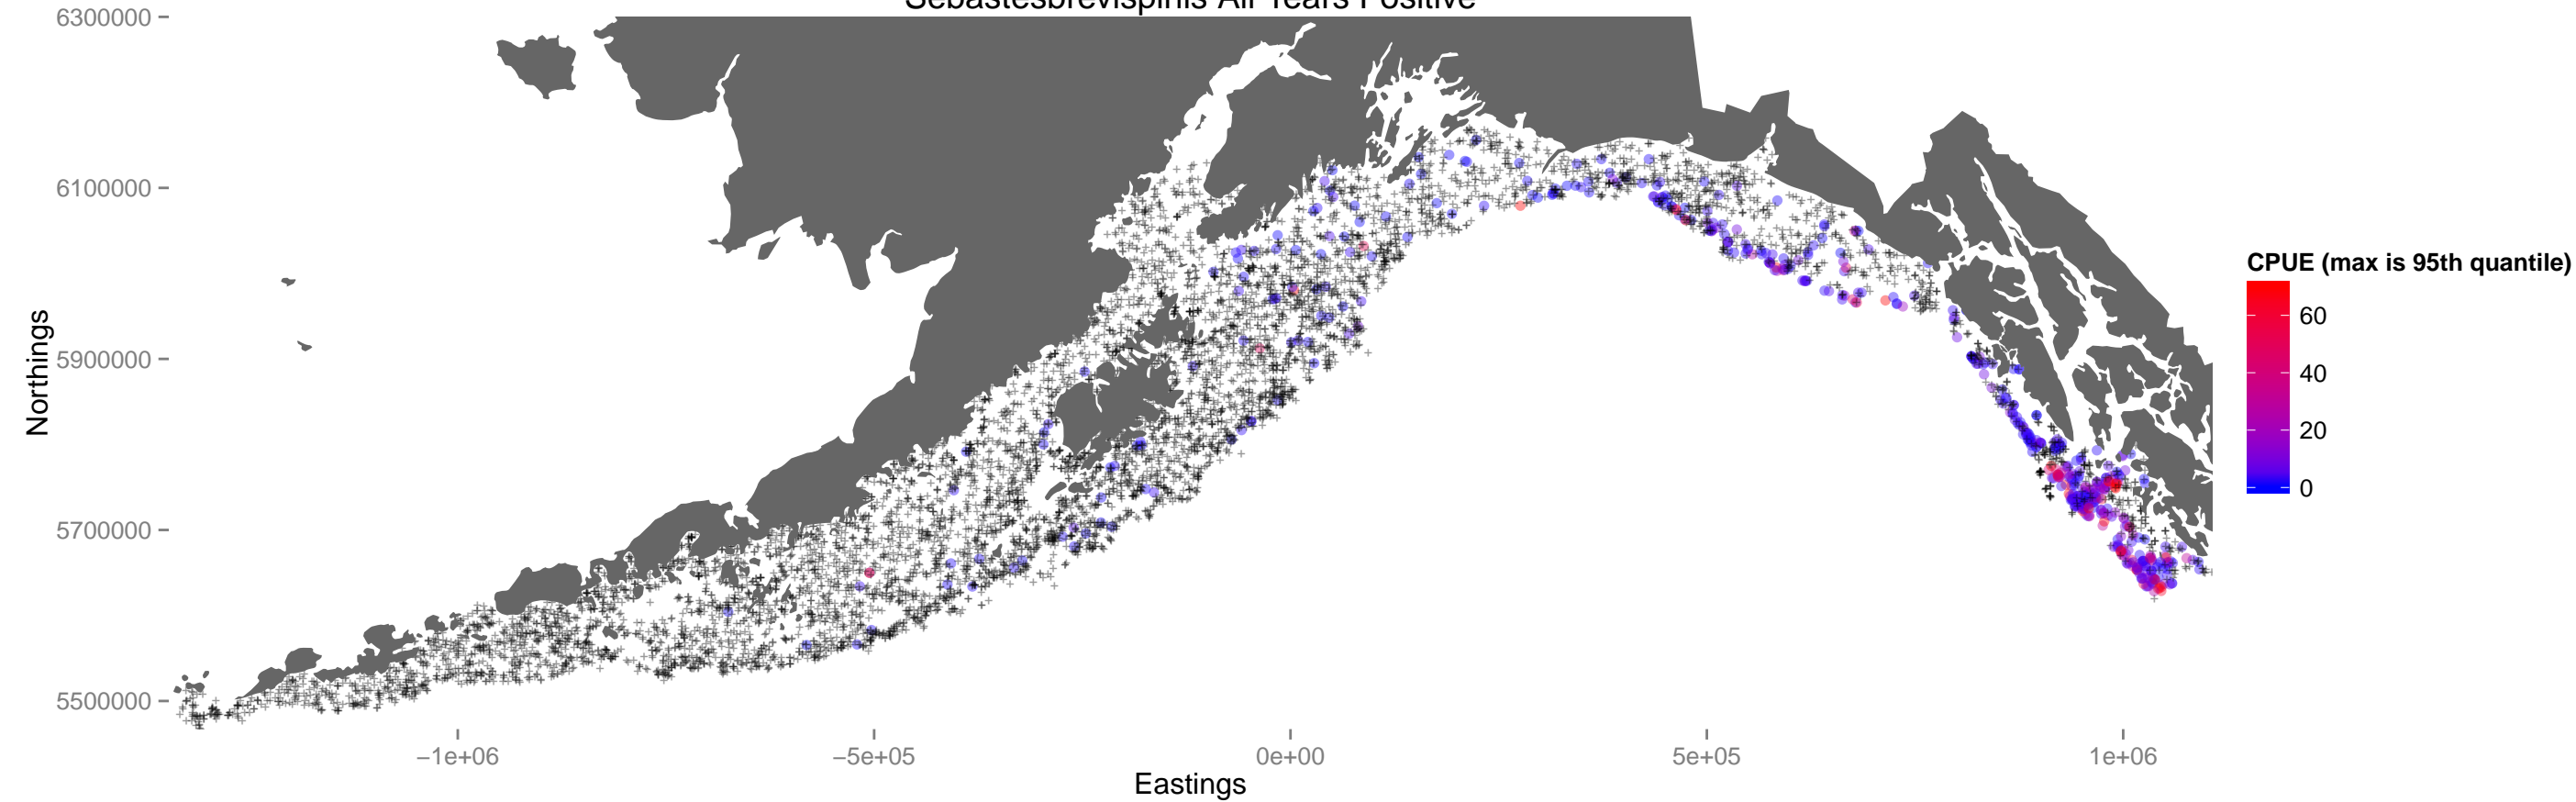 Sebastesbrevispinis All Years Positive
6300000
6100000
5900000
5700000
5500000
Northings
−1e+06
−5e+05
0e+00
5e+05
1e+06
Eastings
CPUE (max is 95th quantile)
60
40
20
0